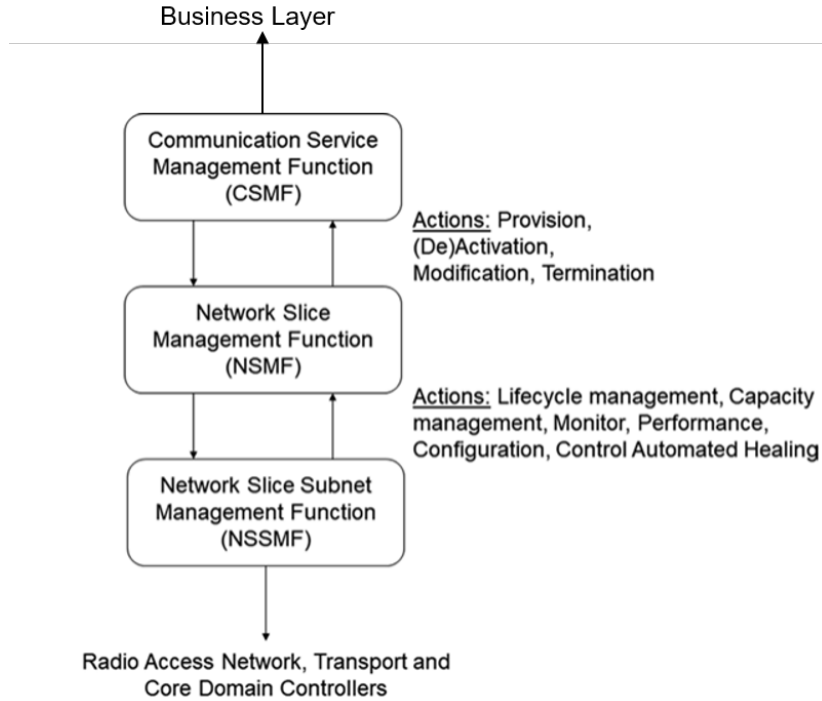 Business Layer
Communication Service
Management Function
(CSMF)
Actions: Provision,
(De)Activation,
Modification, Termination
Network Slice
Management Function
(NSMF)
Actions: Lifecycle management, Capacity
management, Monitor, Performance,
Configuration, Control Automated Healing
Network Slice Subnet
Management Function
(NSSMF)
Radio Access Network, Transport and
Core Domain Controllers